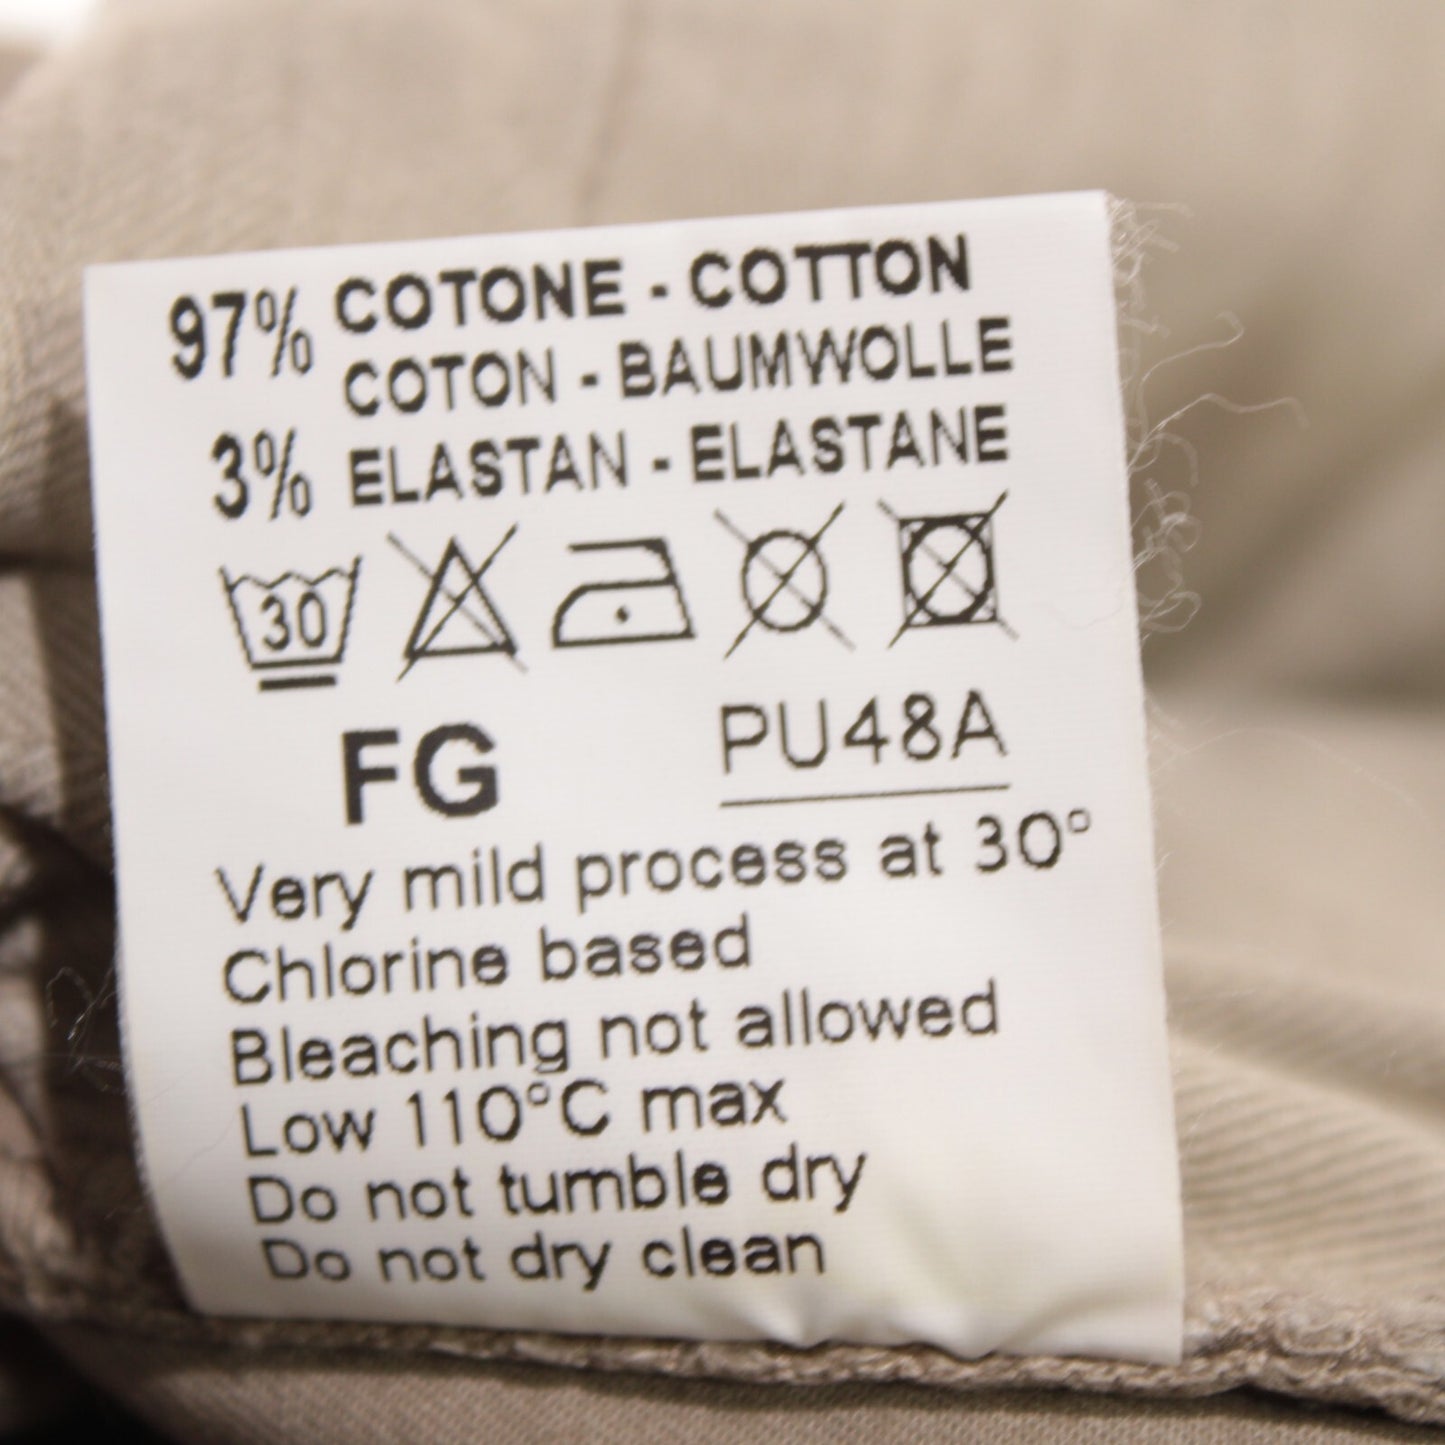 97% COTONE - COTTON
COTON - BAUMWOLLE
3% ELASTAN - ELASTANE
30
FG PU48A
Very mild process at 30°
Chlorine based
Bleaching not allowed
Low 110°C max
Do not tumble dry
Do not dry clean